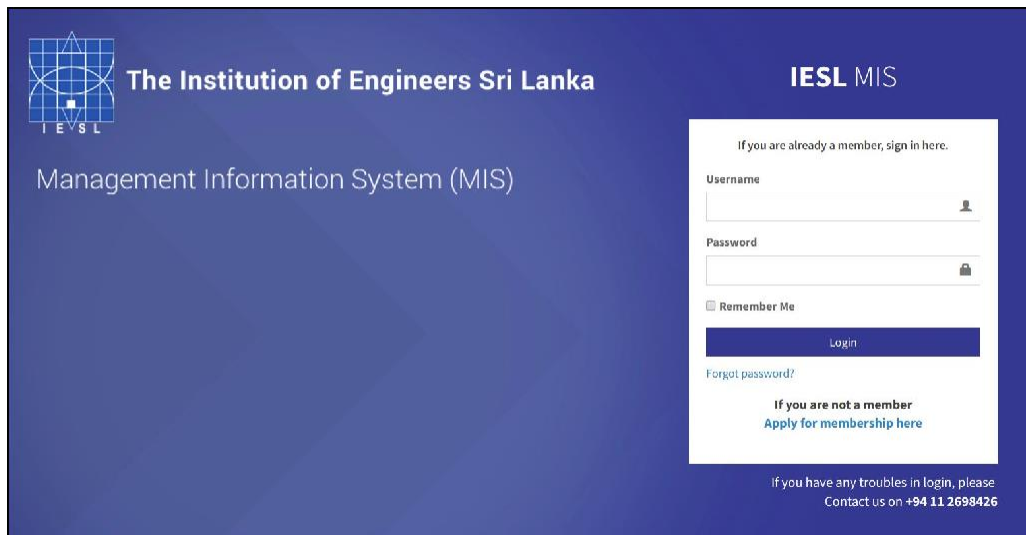 The Institution of Engineers Sri Lanka
I E S L
Management Information System (MIS)
IESL MIS
If you are already a member, sign in here.
Username
Password
Remember Me
Login
Forgot password?
If you are not a member
Apply for membership here
If you have any troubles in login, please
Contact us on +94 11 2698426